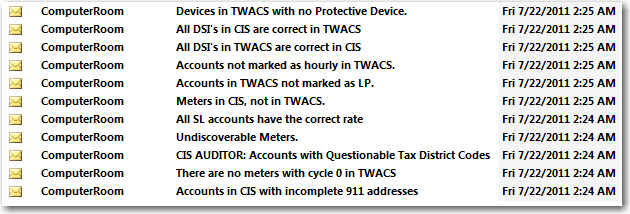 ComputerRoom Devices in TWACS with no Protective Device. Fri 7/22/2011 2:25 AM
ComputerRoom All DSI's in CIS are correct in TWACS Fri 7/22/2011 2:25 AM
ComputerRoom All DSI's in TWACS are correct in CIS Fri 7/22/2011 2:25 AM
ComputerRoom Accounts not marked as hourly in TWACS. Fri 7/22/2011 2:25 AM
ComputerRoom Accounts in TWACS not marked as LP. Fri 7/22/2011 2:25 AM
ComputerRoom Meters in CIS, not in TWACS. Fri 7/22/2011 2:25 AM
ComputerRoom All SL accounts have the correct rate Fri 7/22/2011 2:24 AM
ComputerRoom Undiscoverable Meters. Fri 7/22/2011 2:24 AM
ComputerRoom CIS AUDITOR: Accounts with Questionable Tax District Codes Fri 7/22/2011 2:24 AM
ComputerRoom There are no meters with cycle 0 in TWACS Fri 7/22/2011 2:24 AM
ComputerRoom Accounts in CIS with incomplete 911 addresses Fri 7/22/2011 2:24 AM